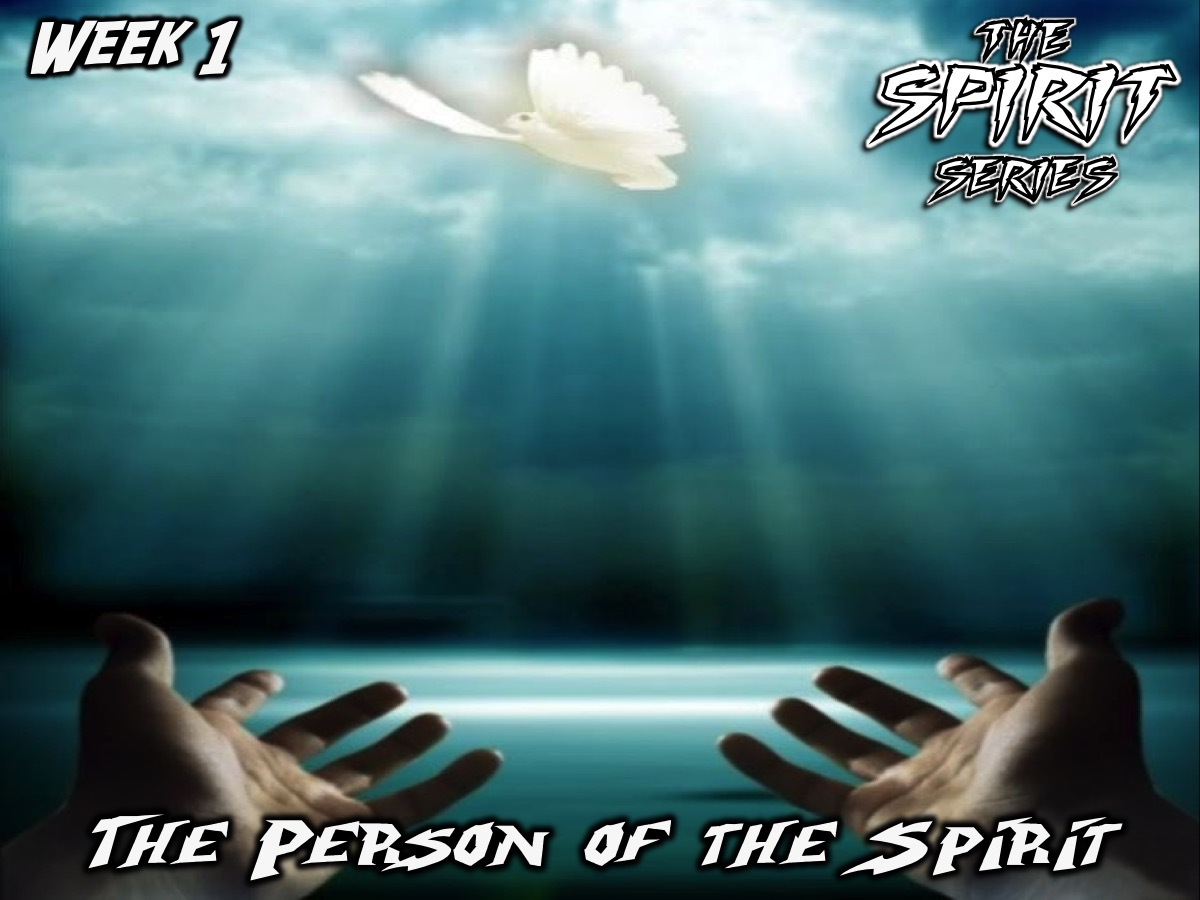 Week 1
The
Spirit
Series
The Person of the Spirit